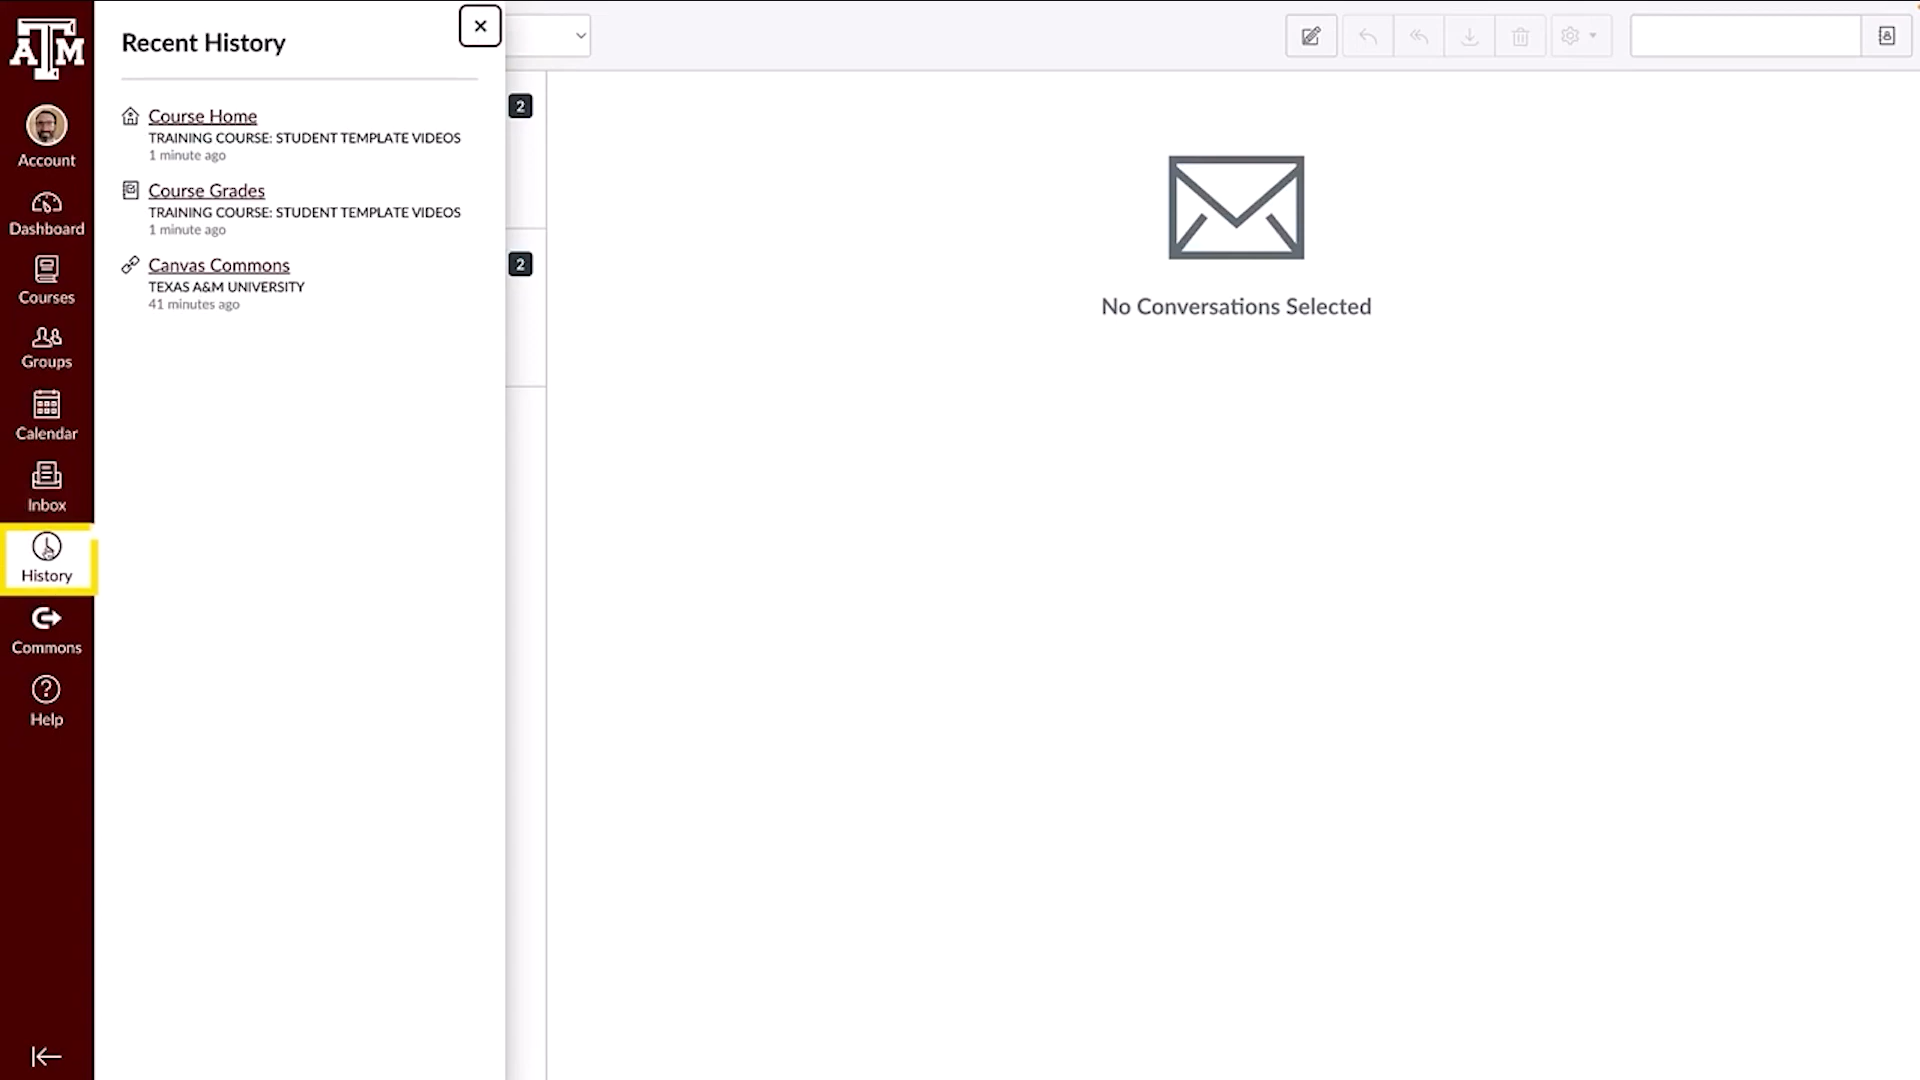 ATM
Account
Dashboard
Courses
Groups
Calendar
Inbox
History
Commons
Help
Recent History
Course Home
TRAINING COURSE: STUDENT TEMPLATE VIDEOS
1 minute ago
Course Grades
TRAINING COURSE: STUDENT TEMPLATE VIDEOS
1 minute ago
Canvas Commons
TEXAS A&M UNIVERSITY
41 minutes ago
2
2
No Conversations Selected